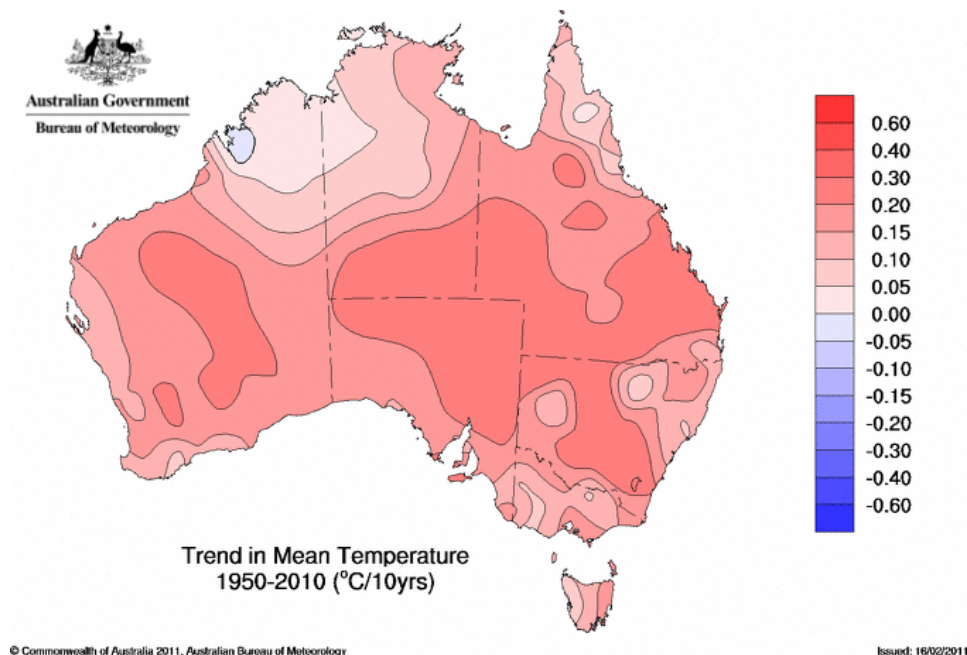 Australian Government
Bureau of Meteorology
0.60
0.40
0.30
0.20
0.15
0.10
0.05
0.00
-0.05
-0.10
-0.15
-0.20
-0.30
-0.40
-0.60
Trend in Mean Temperature
1950-2010 (°C/10yrs)
© Commonwealth of Australia 2011, Australian Bureau of Meteorology
Issued: 16/02/2011